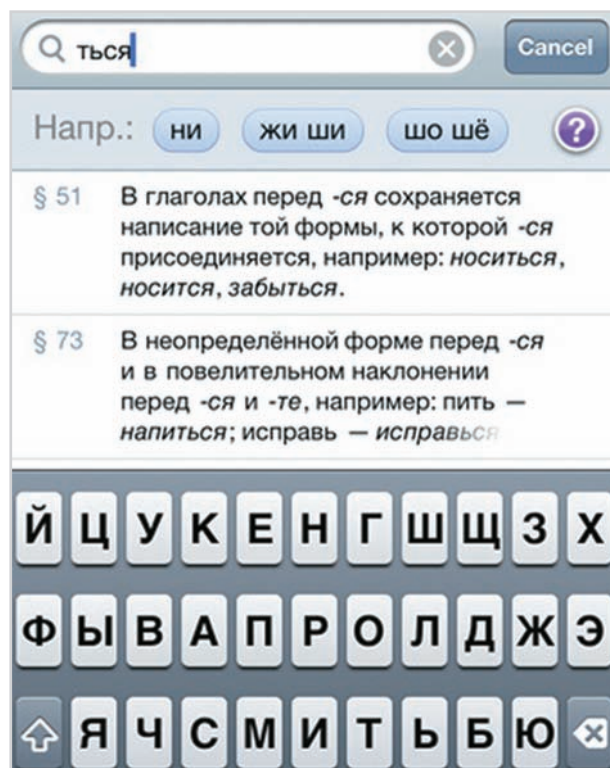 ться
Cancel
Напр.: ни жи ши шо шё ?
§ 51 В глаголах перед -ся сохраняется
написание той формы, к которой -ся
присоединяется, например: носиться,
носится, забыться.
§ 73 В неопределённой форме перед -ся
и в повелительном наклонении
перед -ся и -те, например: пить —
напиться; исправь — исправься
Й Ц У К Е Н Г Ш Щ З Х
Ф Ы В А П Р О Л Д Ж Э
Я Ч С М И Т Ь Б Ю